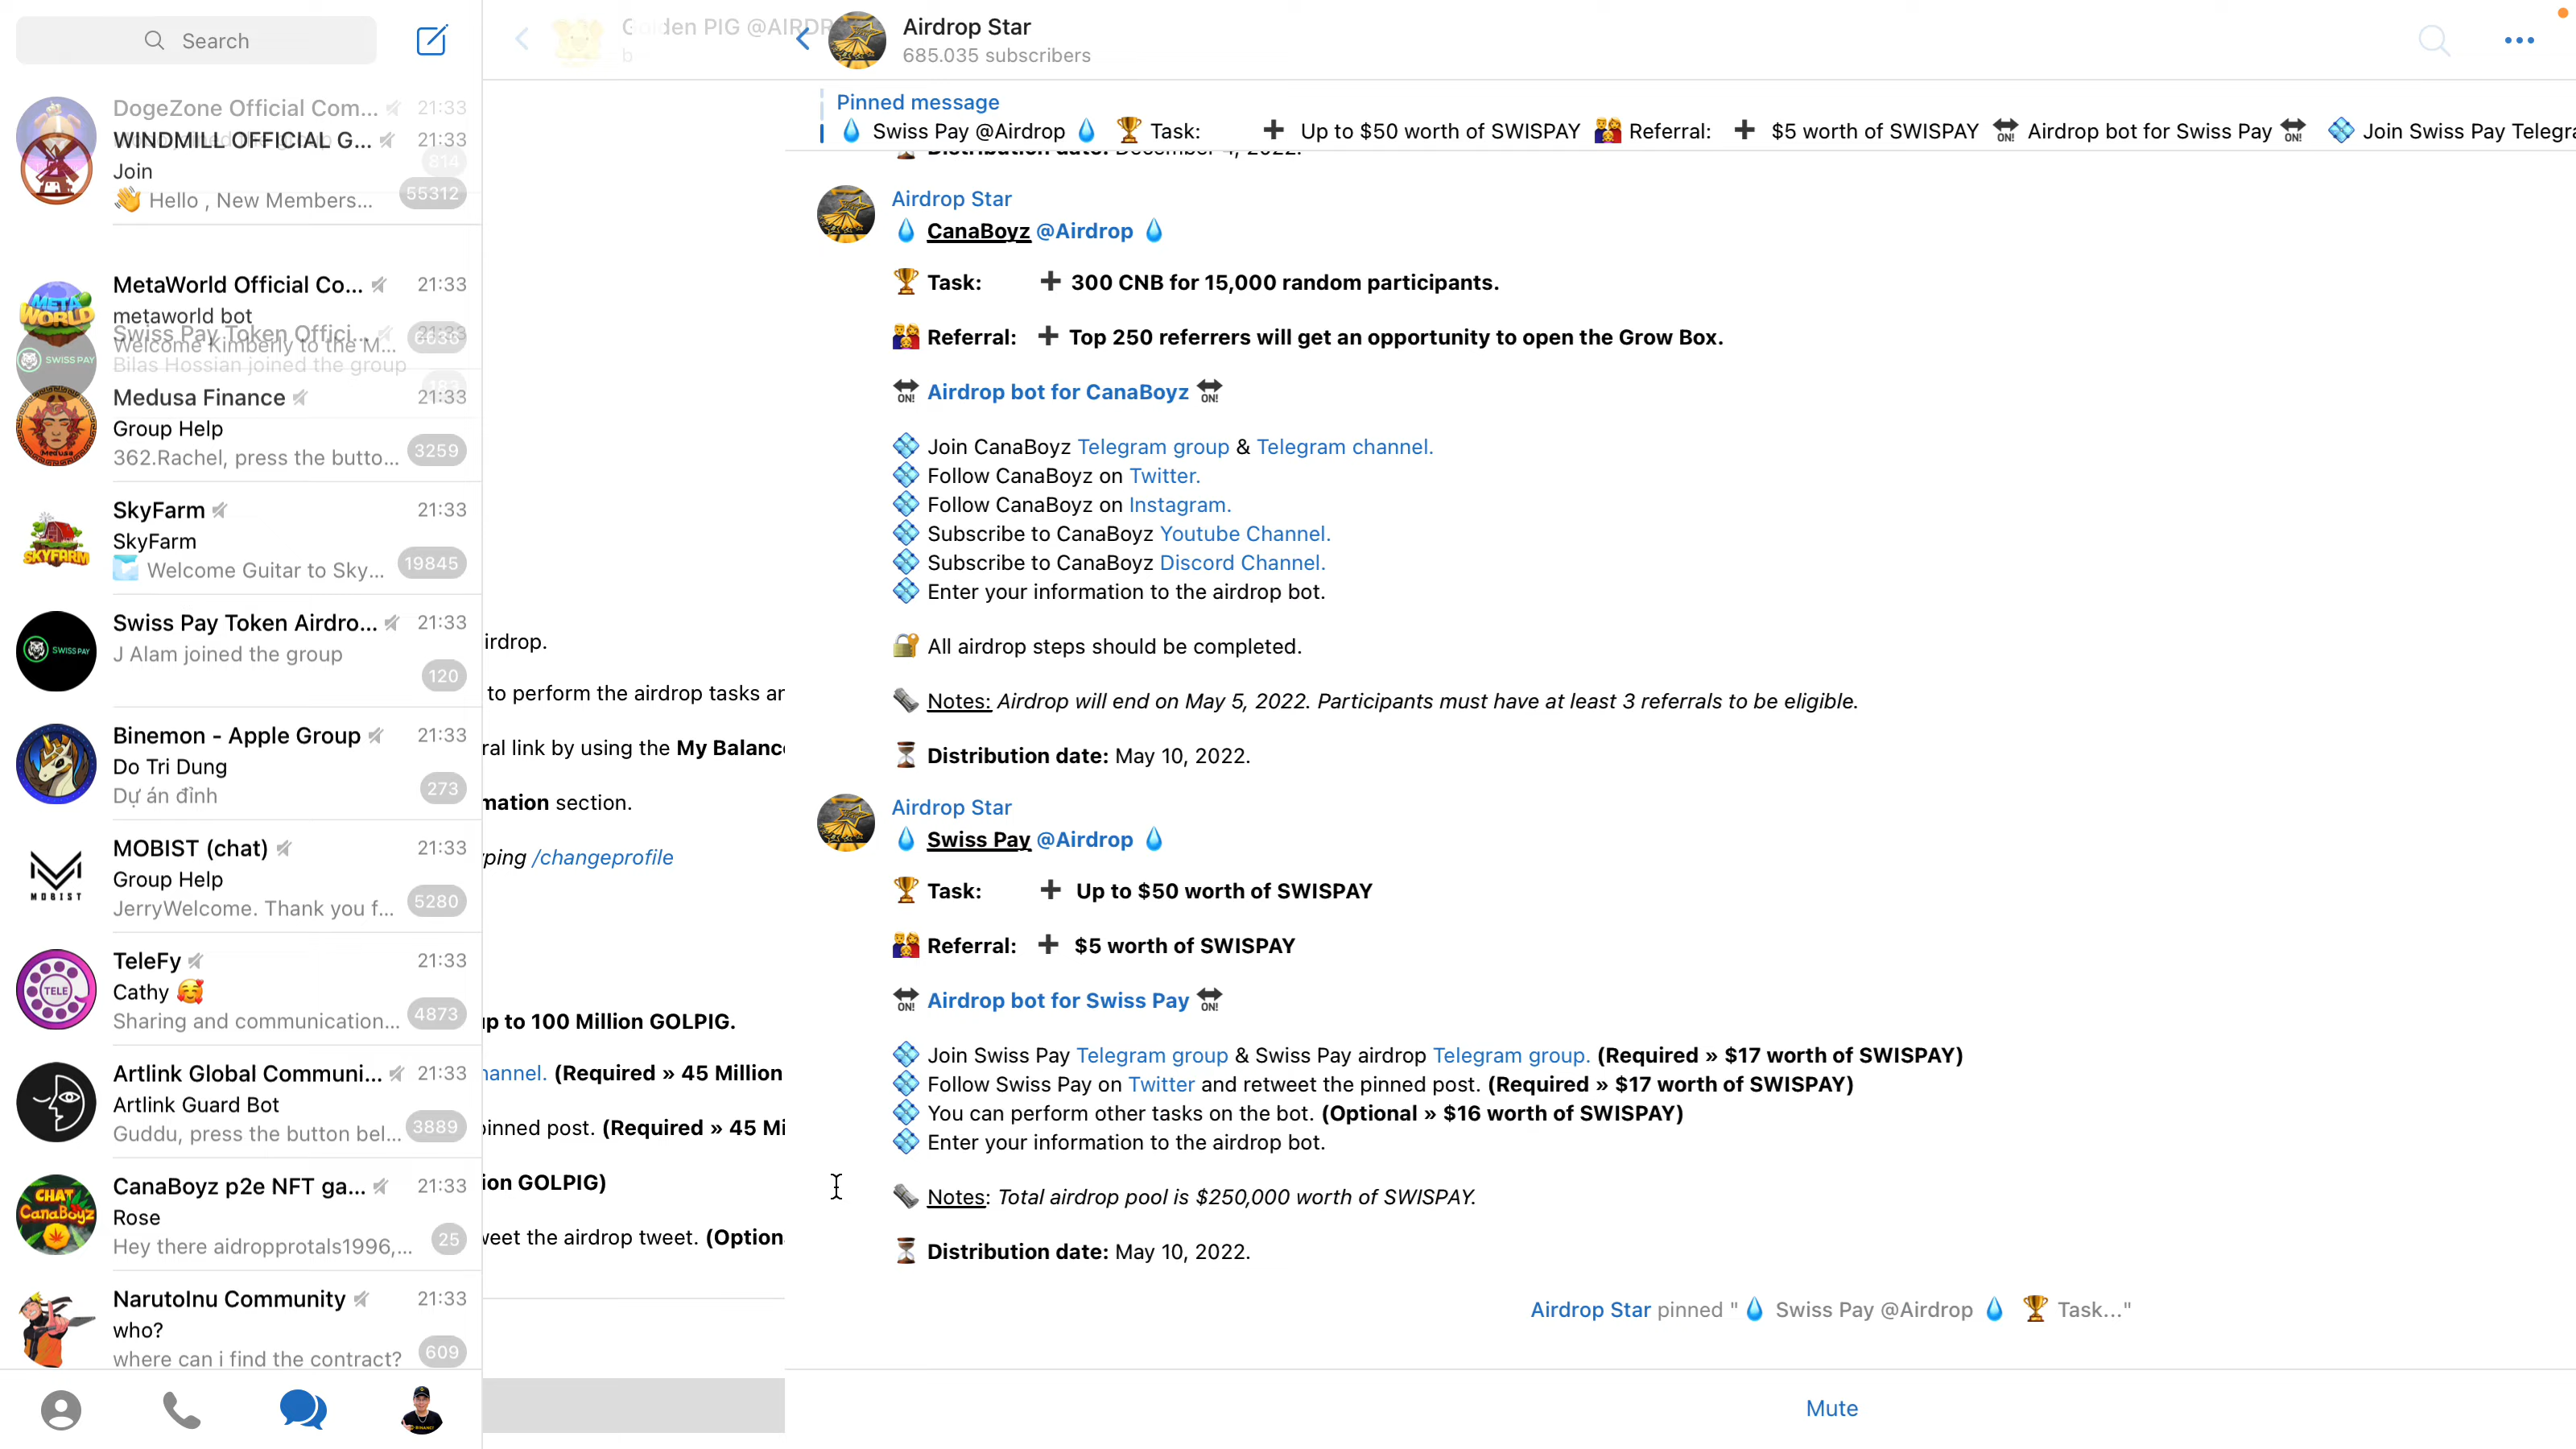 Search
DogeZone Official Com... 21:33
814
WINDMILL OFFICIAL G... 21:33
Join
👋 Hello , New Members... 55312
MetaWorld Official Co... 21:33
metaworld bot
Welcome Kimberly to the M... 6636
Swiss Pay Token Offici... 21:33
Bilas Hossian joined the group
183
Medusa Finance 21:33
Group Help
362.Rachel, press the butto... 3259
SkyFarm 21:33
SkyFarm
Welcome Guitar to Sky... 19845
Swiss Pay Token Airdro... 21:33
J Alam joined the group
120
Binemon - Apple Group 21:33
Do Tri Dung
Dự án đỉnh 273
MOBIST (chat) 21:33
Group Help
JerryWelcome. Thank you f... 5280
TeleFy 21:33
Cathy 🥰
Sharing and communication... 4873
Artlink Global Communi... 21:33
Artlink Guard Bot
Guddu, press the button bel... 3889
CanaBoyz p2e NFT ga... 21:33
Rose
Hey there aidropprotals1996,... 25
NarutoInu Community 21:33
who?
where can i find the contract? 609
META WORLD
SWISS PAY
Medusa
SKYFARM
SWISS PAY
MOBIST
TELE
CHAT CanaBoyz
Golden PIG @AIRDR
irdrop.
to perform the airdrop tasks an
ral link by using the My Balance
mation section.
ping /changeprofile
up to 100 Million GOLPIG.
hannel. (Required » 45 Million
pinned post. (Required » 45 Mi
ion GOLPIG)
weet the airdrop tweet. (Option
Airdrop Star
685.035 subscribers
Pinned message
💧 Swiss Pay @Airdrop 💧 🏆 Task: ➕ Up to $50 worth of SWISPAY 👨‍👩‍👦 Referral: ➕ $5 worth of SWISPAY 🔛 Airdrop bot for Swiss Pay 🔛 💠 Join Swiss Pay Telegra
Distribution date: December 4, 2022.
Airdrop Star
💧 CanaBoyz @Airdrop 💧
🏆 Task: ➕ 300 CNB for 15,000 random participants.
👨‍👩‍👦 Referral: ➕ Top 250 referrers will get an opportunity to open the Grow Box.
🔛 Airdrop bot for CanaBoyz 🔛
💠 Join CanaBoyz Telegram group & Telegram channel.
💠 Follow CanaBoyz on Twitter.
💠 Follow CanaBoyz on Instagram.
💠 Subscribe to CanaBoyz Youtube Channel.
💠 Subscribe to CanaBoyz Discord Channel.
💠 Enter your information to the airdrop bot.
🔐 All airdrop steps should be completed.
🗞 Notes: Airdrop will end on May 5, 2022. Participants must have at least 3 referrals to be eligible.
⏳ Distribution date: May 10, 2022.
Airdrop Star
💧 Swiss Pay @Airdrop 💧
🏆 Task: ➕ Up to $50 worth of SWISPAY
👨‍👩‍👦 Referral: ➕ $5 worth of SWISPAY
🔛 Airdrop bot for Swiss Pay 🔛
💠 Join Swiss Pay Telegram group & Swiss Pay airdrop Telegram group. (Required » $17 worth of SWISPAY)
💠 Follow Swiss Pay on Twitter and retweet the pinned post. (Required » $17 worth of SWISPAY)
💠 You can perform other tasks on the bot. (Optional » $16 worth of SWISPAY)
💠 Enter your information to the airdrop bot.
🗞 Notes: Total airdrop pool is $250,000 worth of SWISPAY.
⏳ Distribution date: May 10, 2022.
Airdrop Star pinned " 💧 Swiss Pay @Airdrop 💧 🏆 Task..."
Mute